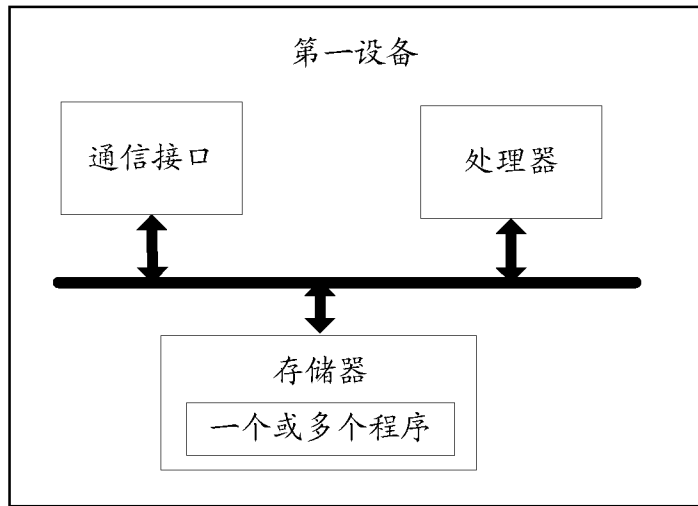 第一设备
通信接口
处理器
存储器
一个或多个程序